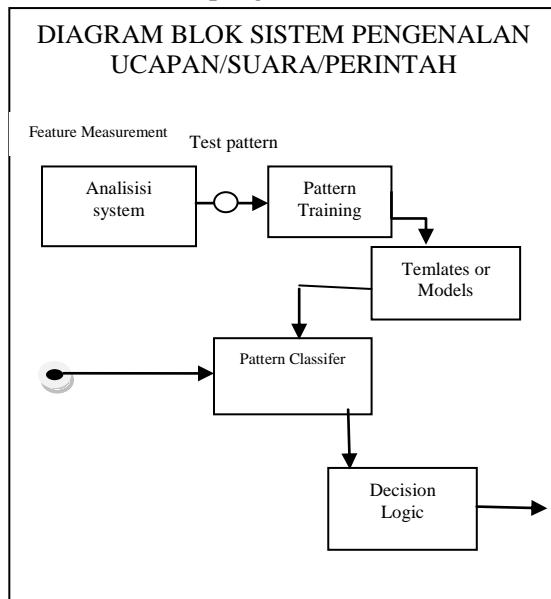 DIAGRAM BLOK SISTEM PENGENALAN
UCAPAN/SUARA/PERINTAH
Feature Measurement
Test pattern
Analisisi
system
Pattern
Training
Temlates or
Models
Pattern Classifer
Decision
Logic